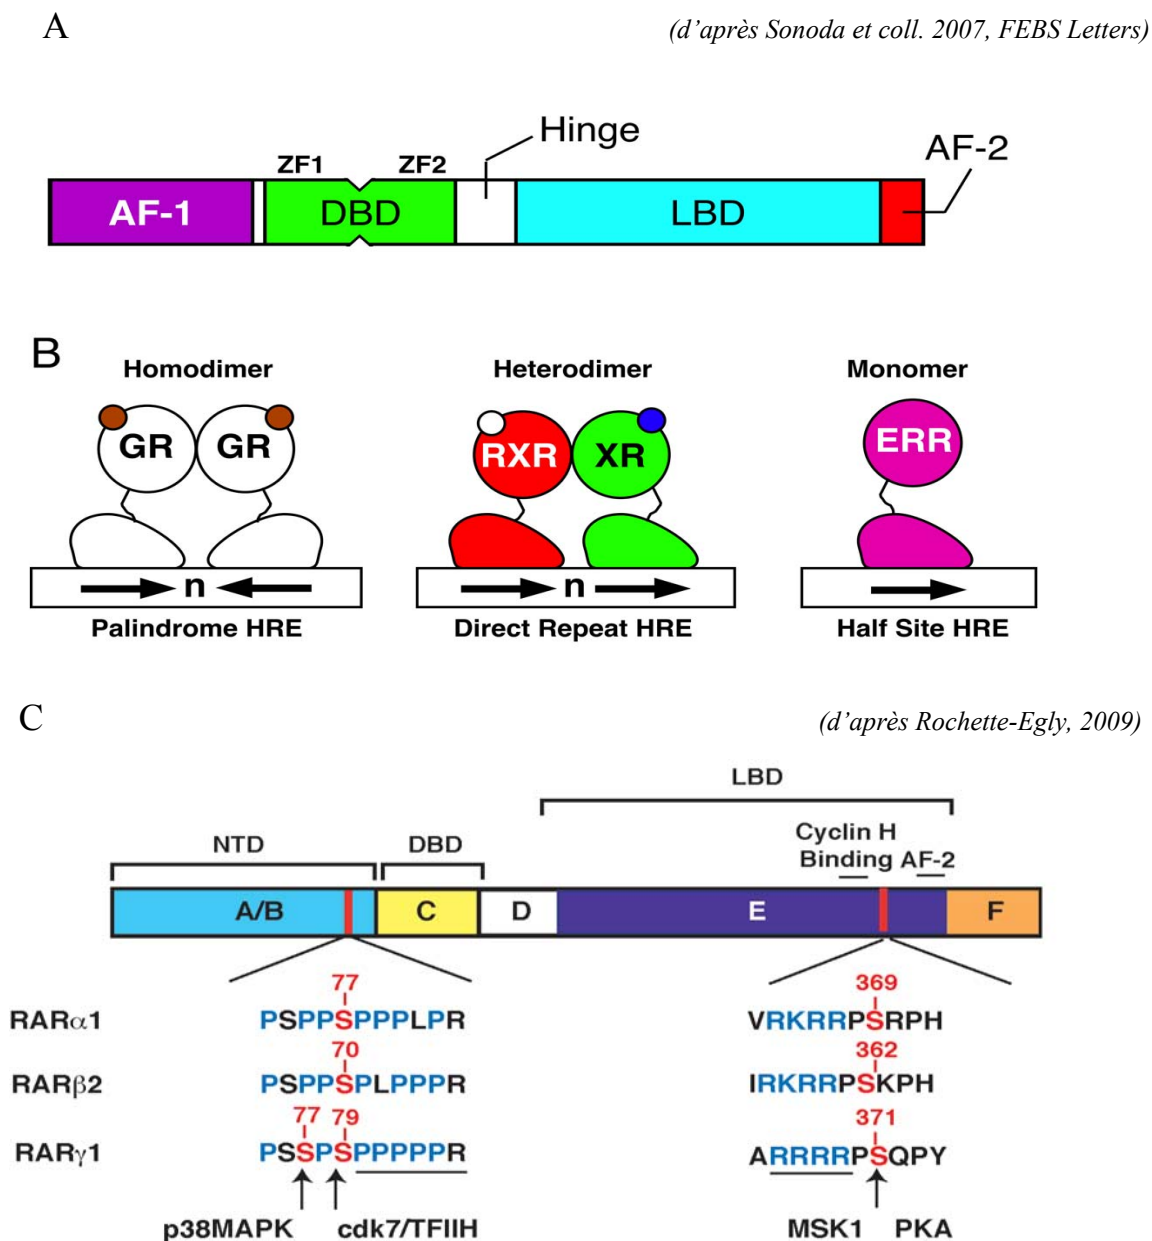 A
(d'après Sonoda et coll. 2007, FEBS Letters)
Hinge
AF-2
ZF1 ZF2
AF-1 DBD LBD
B
Homodimer Heterodimer Monomer
GR GR RXR XR ERR
n n
Palindrome HRE Direct Repeat HRE Half Site HRE
C
(d'après Rochette-Egly, 2009)
LBD
NTD DBD Cyclin H
Binding AF-2
A/B C D E F
77 369
RARα1 PSPPSPPPLPR VRKRRPSRPH
70 362
RARβ2 PSPPSPLPPPR IRKRRPSKPH
77 79 371
RARγ1 PSSPSPPPPPR ARRRRPSQPY
p38MAPK cdk7/TFIIH MSK1 PKA